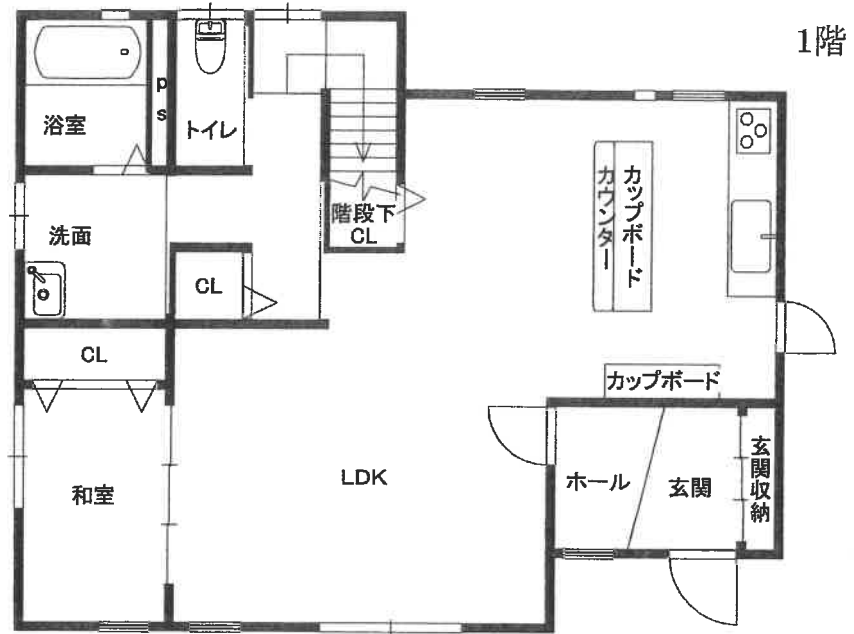 1階
ps
浴室
トイレ
カップボード
カウンター
階段下
CL
洗面
CL
CL
カップボード
LDK
和室
ホール
玄関
玄関収納